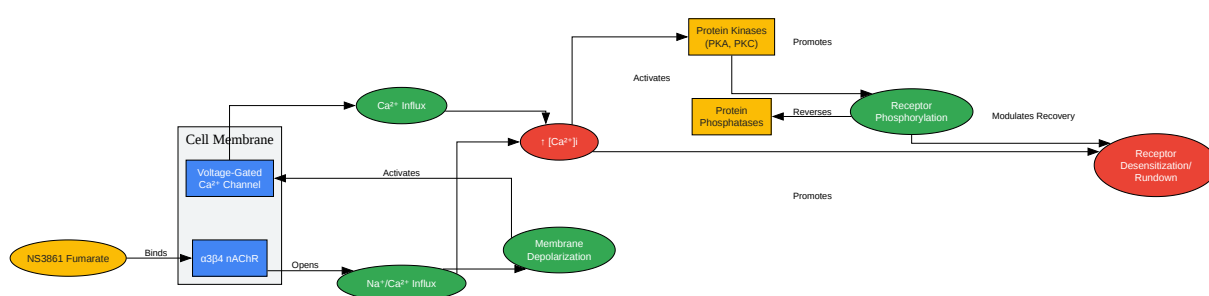 Protein Kinases
(PKA, PKC)
Promotes
Activates
Ca²⁺ Influx
Protein
Phosphatases
Reverses
Receptor
Phosphorylation
Modulates Recovery
Cell Membrane
↑ [Ca²⁺]i
Receptor
Desensitization/
Rundown
Voltage-Gated
Ca²⁺ Channel
Activates
Promotes
NS3861 Fumarate
Binds
α3β4 nAChR
Opens
Membrane
Depolarization
Na⁺/Ca²⁺ Influx